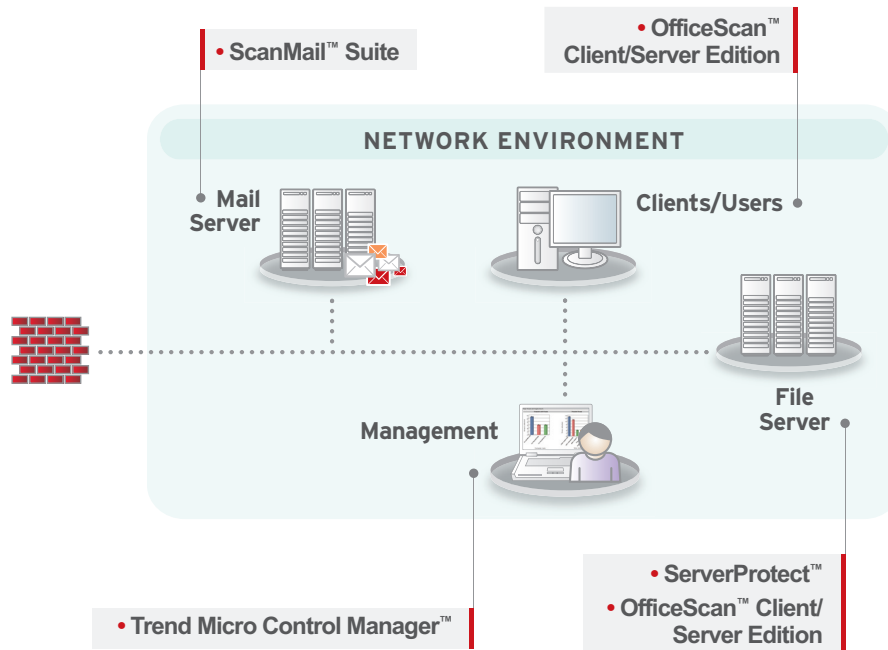 • ScanMail™ Suite
• OfficeScan™
Client/Server Edition
NETWORK ENVIRONMENT
Mail
Server
Clients/Users
File
Server
Management
• Trend Micro Control Manager™
• ServerProtect™
• OfficeScan™ Client/
Server Edition